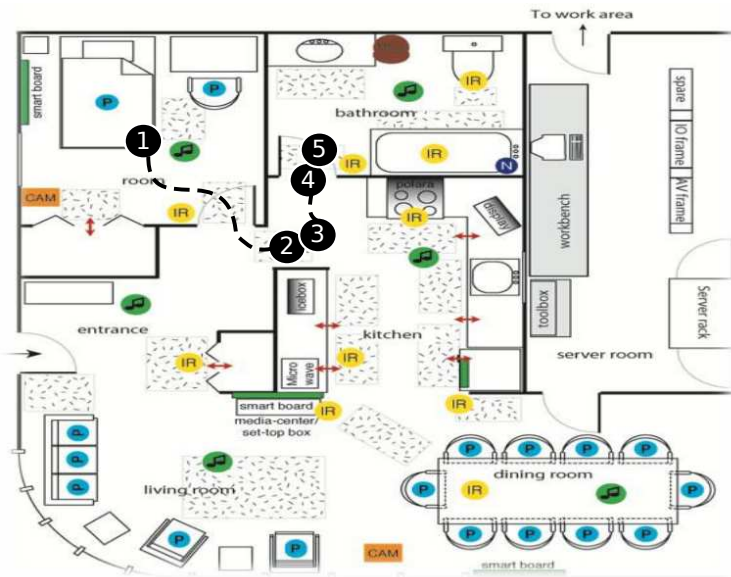 To work area
smart board
P
P
IR
bathroom
spare
IO frame
AV frame
1
5
IR
IR
N
4
room
CAM
IR
polara
IR
display
workbench
2
3
icebox
entrance
kitchen
toolbox
Server rack
IR
IR
Micro
wave
server room
smart board
media-center/
set-top box
IR
IR
P
P
P
living room
P
P
P
P
P
P
dining room
IR
P
P
P
P
P
P
P
CAM
smart board